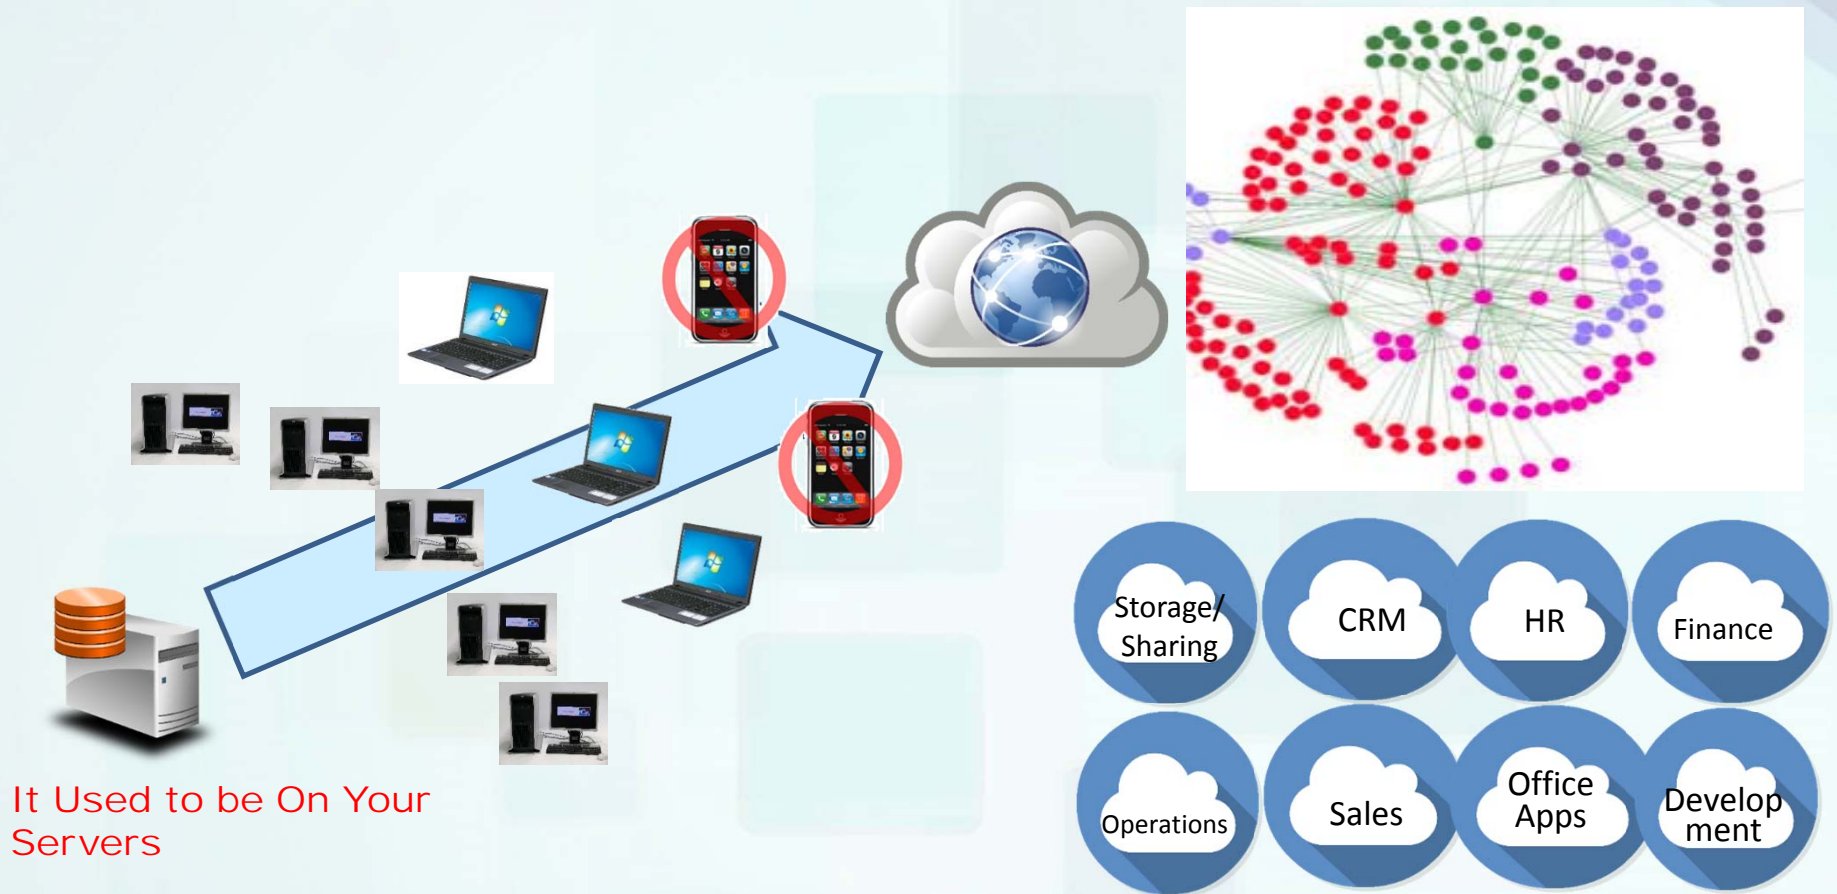 It Used to be On Your
Servers
Storage/
Sharing
CRM
HR
Finance
Operations
Sales
Office
Apps
Develop
ment